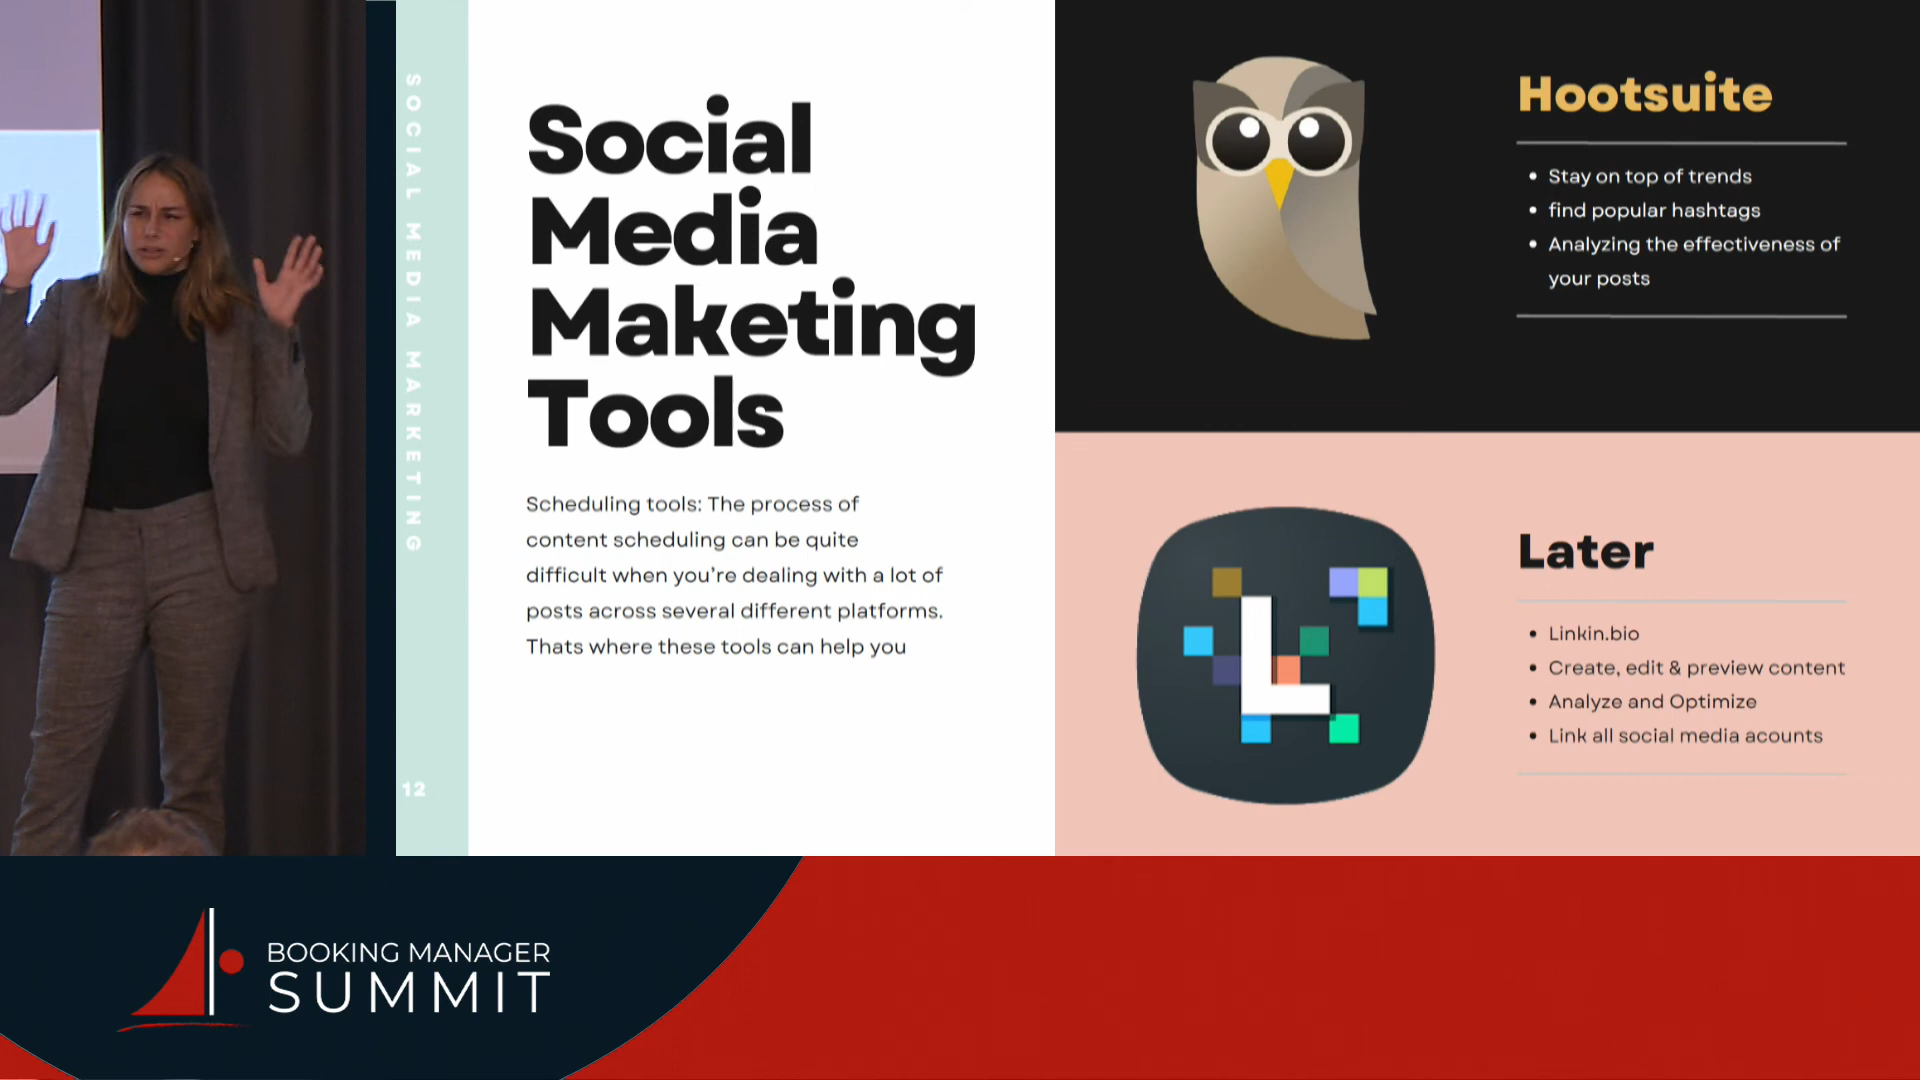 SOCIAL MEDIA MARKETING
12
Social
Media
Maketing
Tools
Scheduling tools: The process of
content scheduling can be quite
difficult when you’re dealing with a lot of
posts across several different platforms.
Thats where these tools can help you
Hootsuite
• Stay on top of trends
• find popular hashtags
• Analyzing the effectiveness of
your posts
Later
• Linkin.bio
• Create, edit & preview content
• Analyze and Optimize
• Link all social media acounts
BOOKING MANAGER
SUMMIT